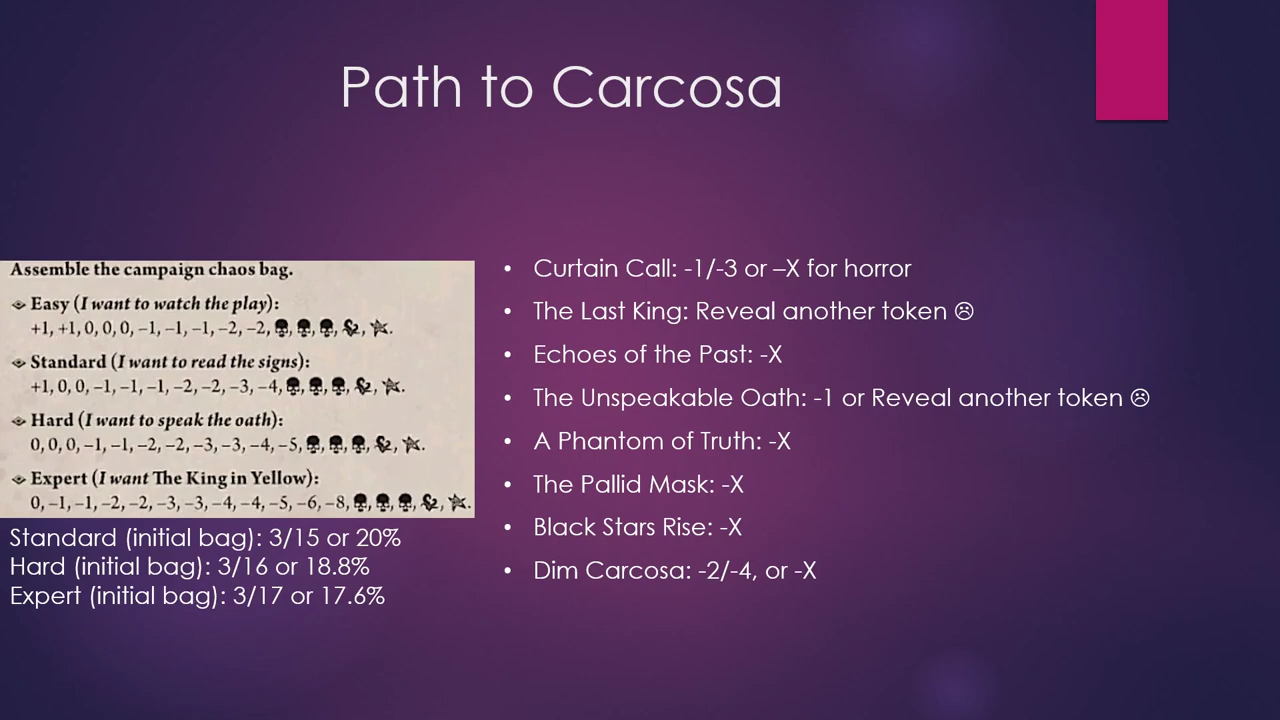 Path to Carcosa
Assemble the campaign chaos bag.
Easy (I want to watch the play):
+1, +1, 0, 0, 0, –1, –1, –1, –2, –2, , , , , .
Standard (I want to read the signs):
+1, 0, 0, –1, –1, –1, –2, –2, –3, –4, , , , , .
Hard (I want to speak the oath):
0, 0, 0, –1, –1, –2, –2, –3, –3, –4, –5, , , , , .
Expert (I want The King in Yellow):
0, –1, –1, –2, –2, –3, –3, –4, –4, –5, –6, –8, , , , , .
Standard (initial bag): 3/15 or 20%
Hard (initial bag): 3/16 or 18.8%
Expert (initial bag): 3/17 or 17.6%
• Curtain Call: -1/-3 or –X for horror
• The Last King: Reveal another token ☹
• Echoes of the Past: -X
• The Unspeakable Oath: -1 or Reveal another token ☹
• A Phantom of Truth: -X
• The Pallid Mask: -X
• Black Stars Rise: -X
• Dim Carcosa: -2/-4, or -X